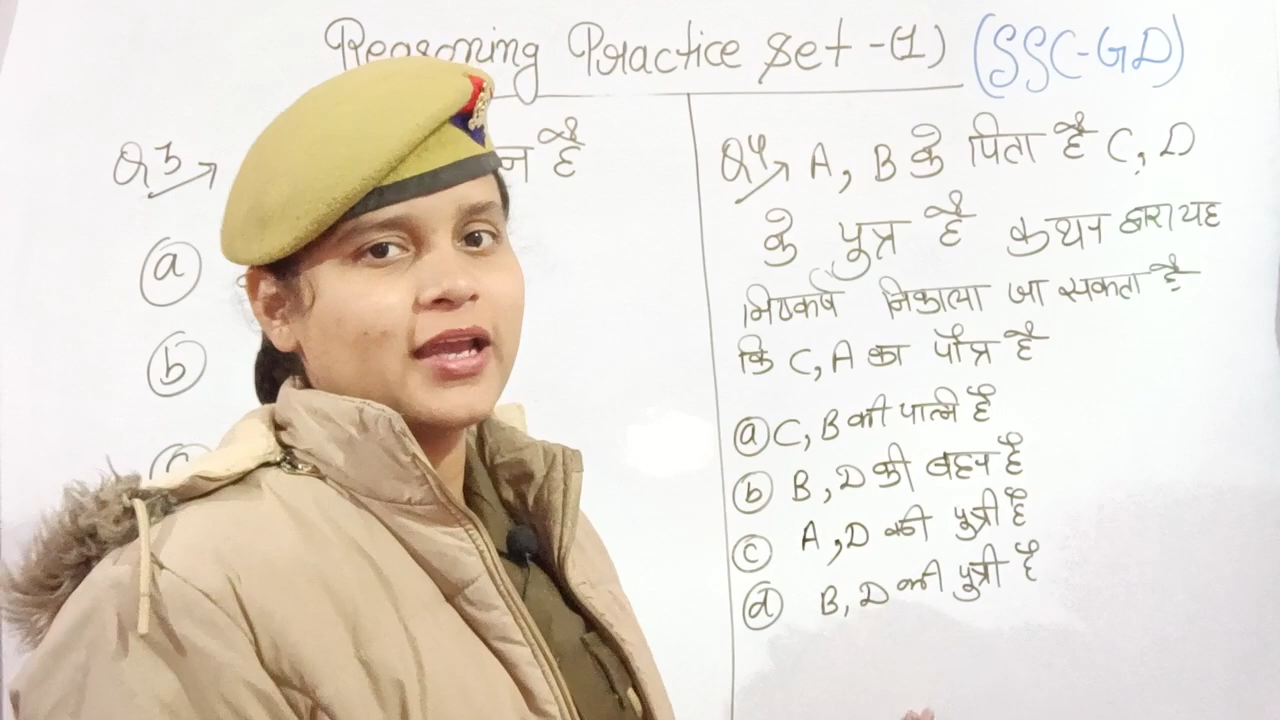 Reasoning Practice Set -(1) (SSC-GD)
Q3→
न है
a
b
c
Q4→ A, B के पिता है C, D
के पुत्र है कथन द्वारा यह
निष्कर्ष निकाल्या जा सकता है
कि C, A का पौत्र है
a C, B की पत्नि है
b B, D की बहन है
c A, D की पुत्री है
d B, D की पुत्री है